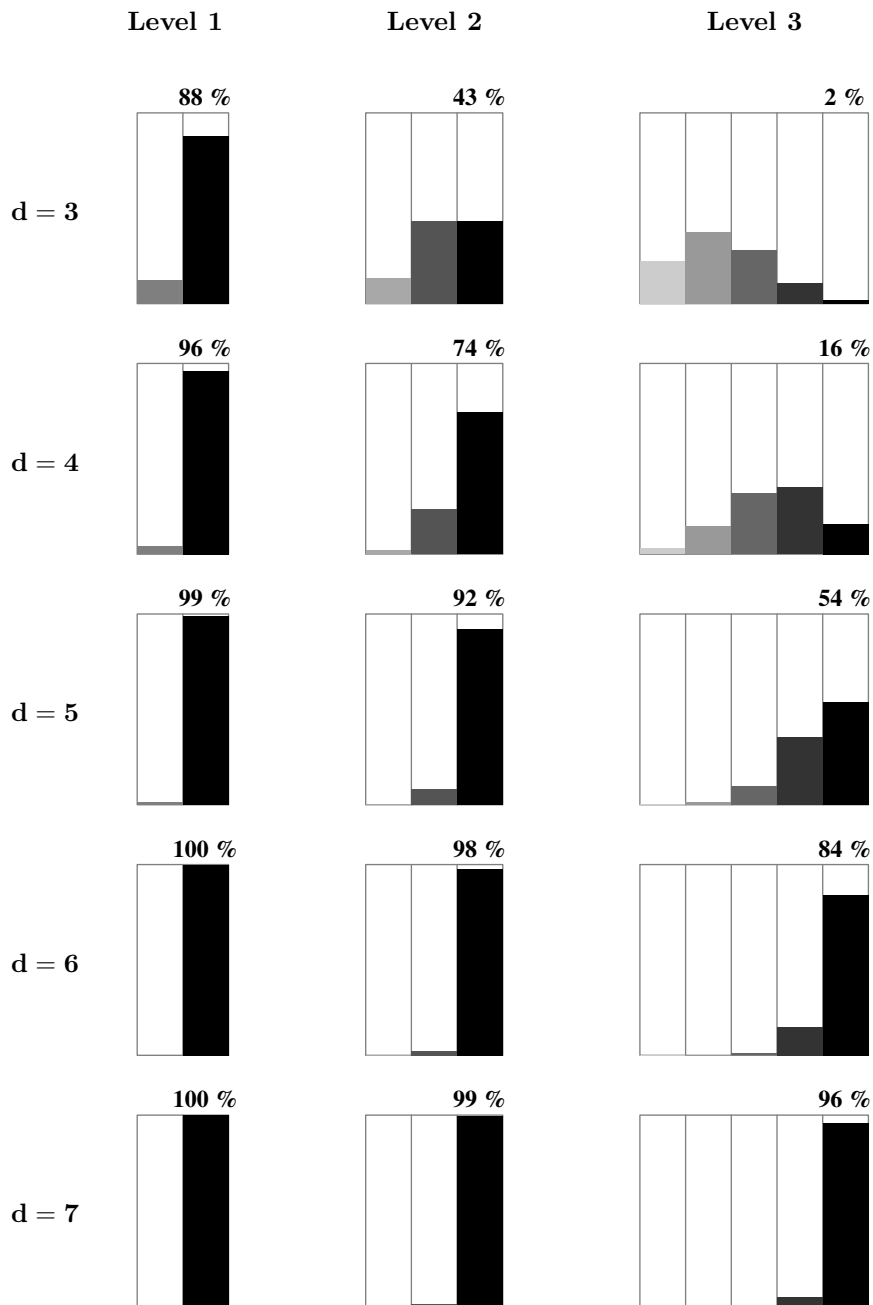 Level 1 Level 2 Level 3
88 % 43 % 2 %
d = 3
96 % 74 % 16 %
d = 4
99 % 92 % 54 %
d = 5
100 % 98 % 84 %
d = 6
100 % 99 % 96 %
d = 7